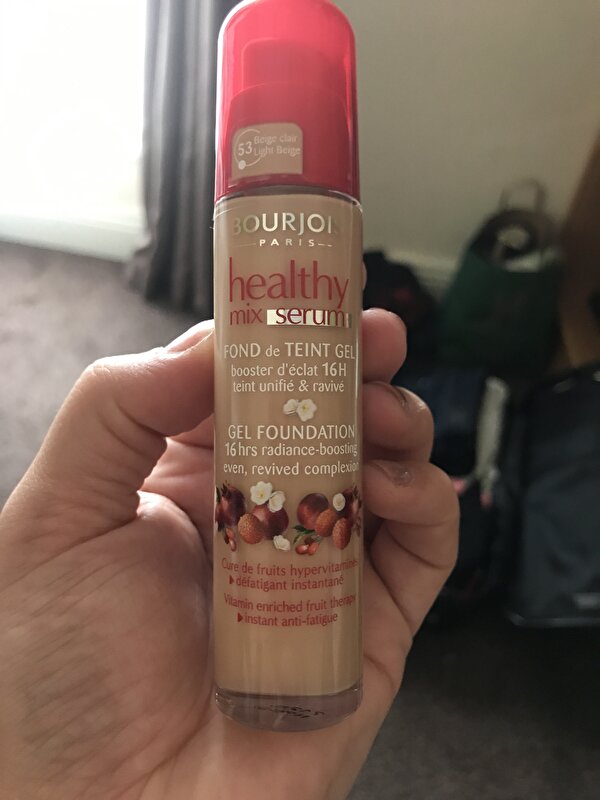 53 Beige clair
Light Beige
BOURJOIS
PARIS
healthy
mix serum
FOND de TEINT GEL
booster d'éclat 16H
teint unifié & ravivé
GEL FOUNDATION
16 hrs radiance-boosting
even, revived complexion
Cure de fruits hypervitaminés
défatigant instantané
Vitamin enriched fruit therapy
instant anti-fatigue